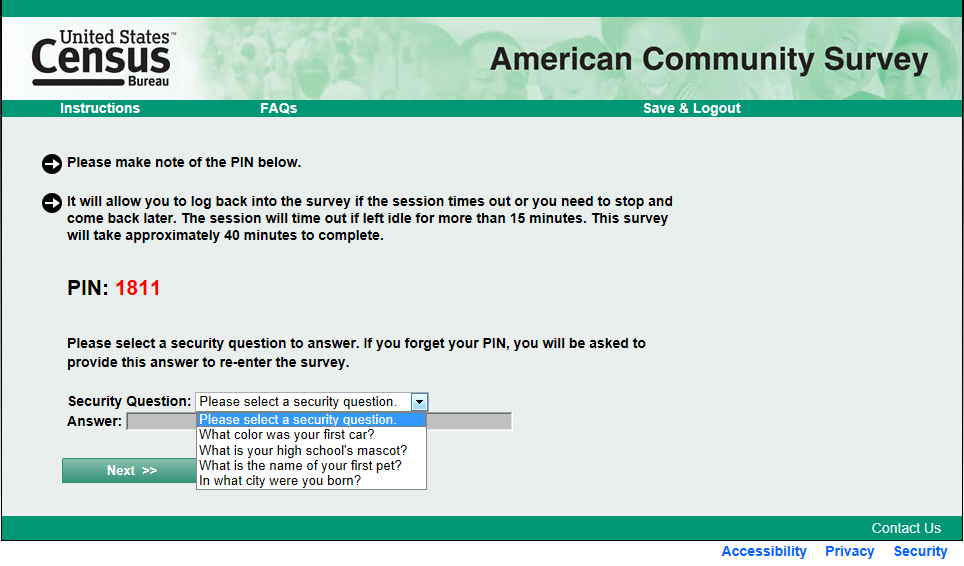 United States™
Census
Bureau
American Community Survey
Instructions FAQs Save & Logout
Please make note of the PIN below.
It will allow you to log back into the survey if the session times out or you need to stop and
come back later. The session will time out if left idle for more than 15 minutes. This survey
will take approximately 40 minutes to complete.
PIN: 1811
Please select a security question to answer. If you forget your PIN, you will be asked to
provide this answer to re-enter the survey.
Security Question: Please select a security question.
Answer:
Please select a security question.
What color was your first car?
What is your high school's mascot?
What is the name of your first pet?
In what city were you born?
Next >>
Contact Us
Accessibility Privacy Security